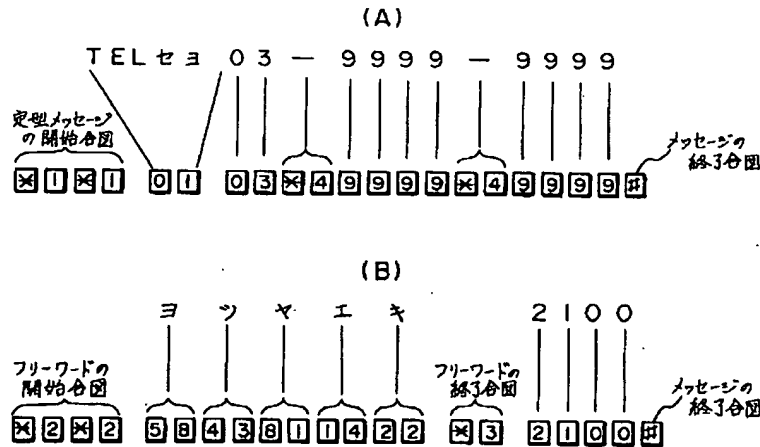 (A)
TELセヨ 03-9999-9999
定型メッセージ
の開始合図
メッセージの
終了合図
*1*1 01 03*49999*49999#
(B)
ヨツヤエキ 2100
フリーワードの
開始合図
フリーワードの
終了合図
メッセージの
終了合図
*2*2 5843811422 *3 2100#